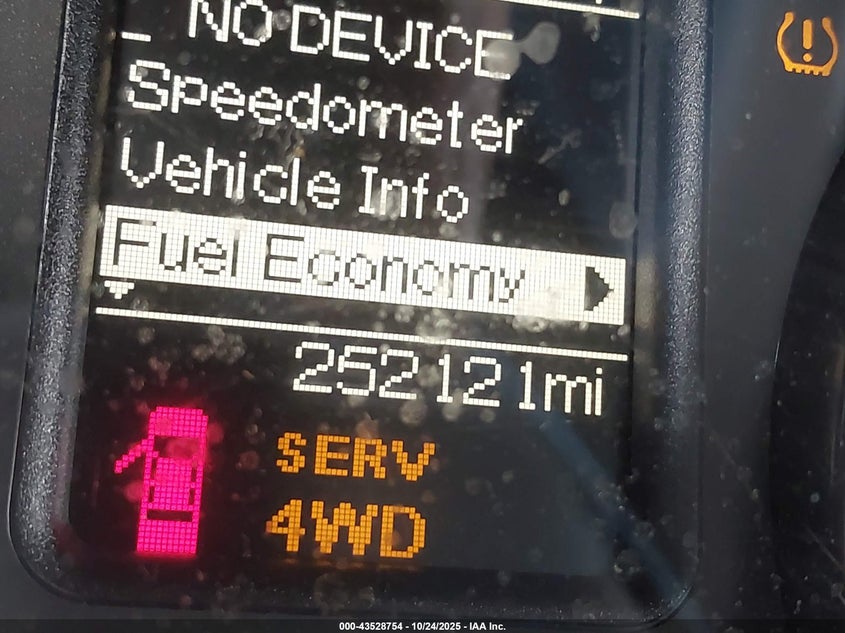 _ NO DEVICE
Speedometer
Vehicle Info
Fuel Economy
252121mi
SERV
4WD
000-43528754 - 10/24/2025 - IAA Inc.